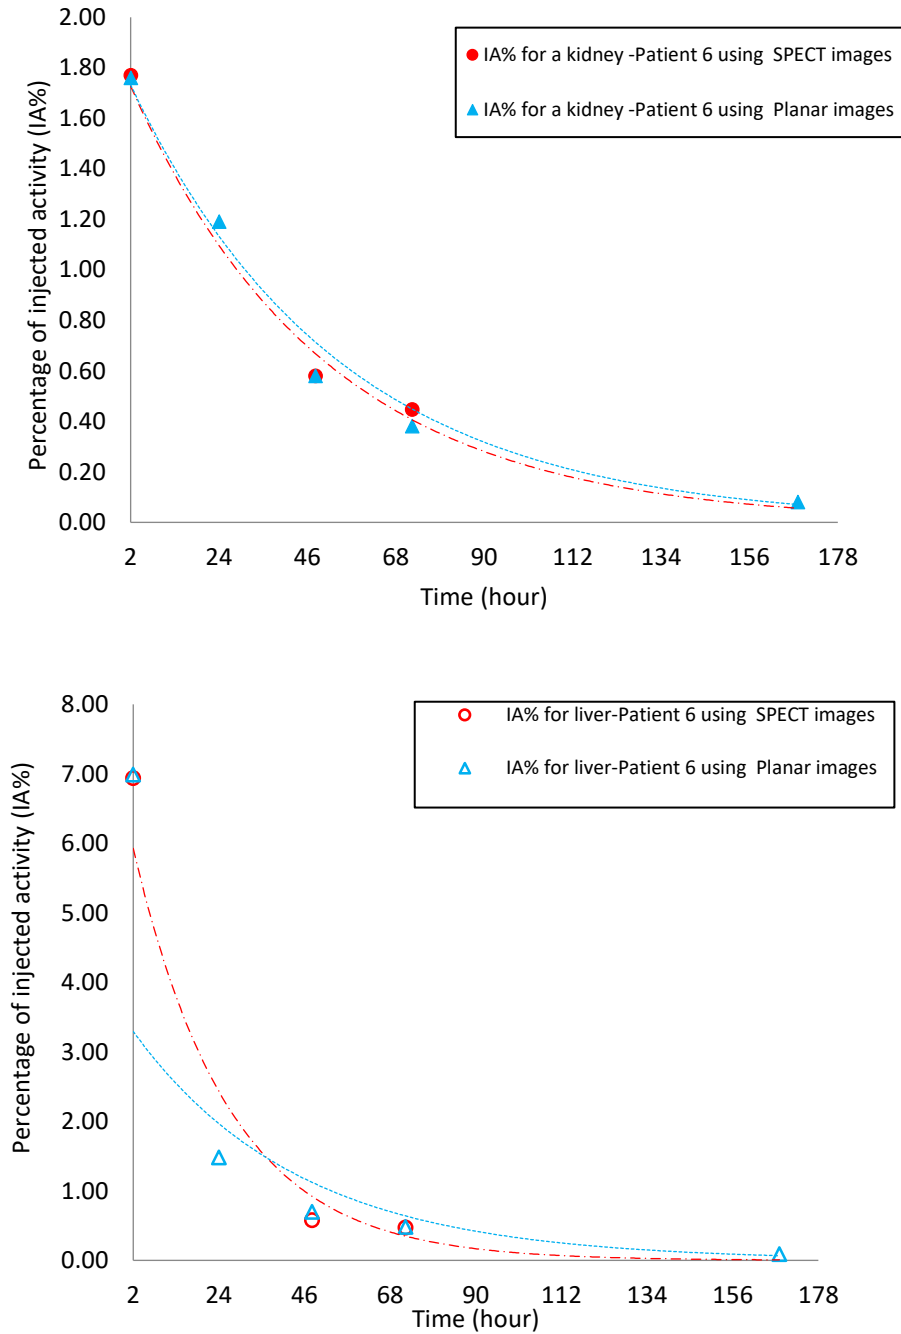 2.00
1.80
1.60
1.40
1.20
1.00
0.80
0.60
0.40
0.20
0.00
Percentage of injected activity (IA%)
IA% for a kidney -Patient 6 using SPECT images
IA% for a kidney -Patient 6 using Planar images
2 24 46 68 90 112 134 156 178
Time (hour)
8.00
7.00
6.00
5.00
4.00
3.00
2.00
1.00
0.00
Percentage of injected activity (IA%)
IA% for liver-Patient 6 using SPECT images
IA% for liver-Patient 6 using Planar images
2 24 46 68 90 112 134 156 178
Time (hour)